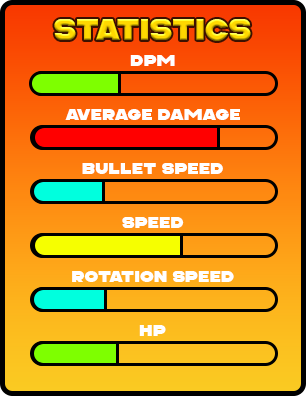 STATISTICS
DPM
AVERAGE DAMAGE
BULLET SPEED
SPEED
ROTATION SPEED
HP